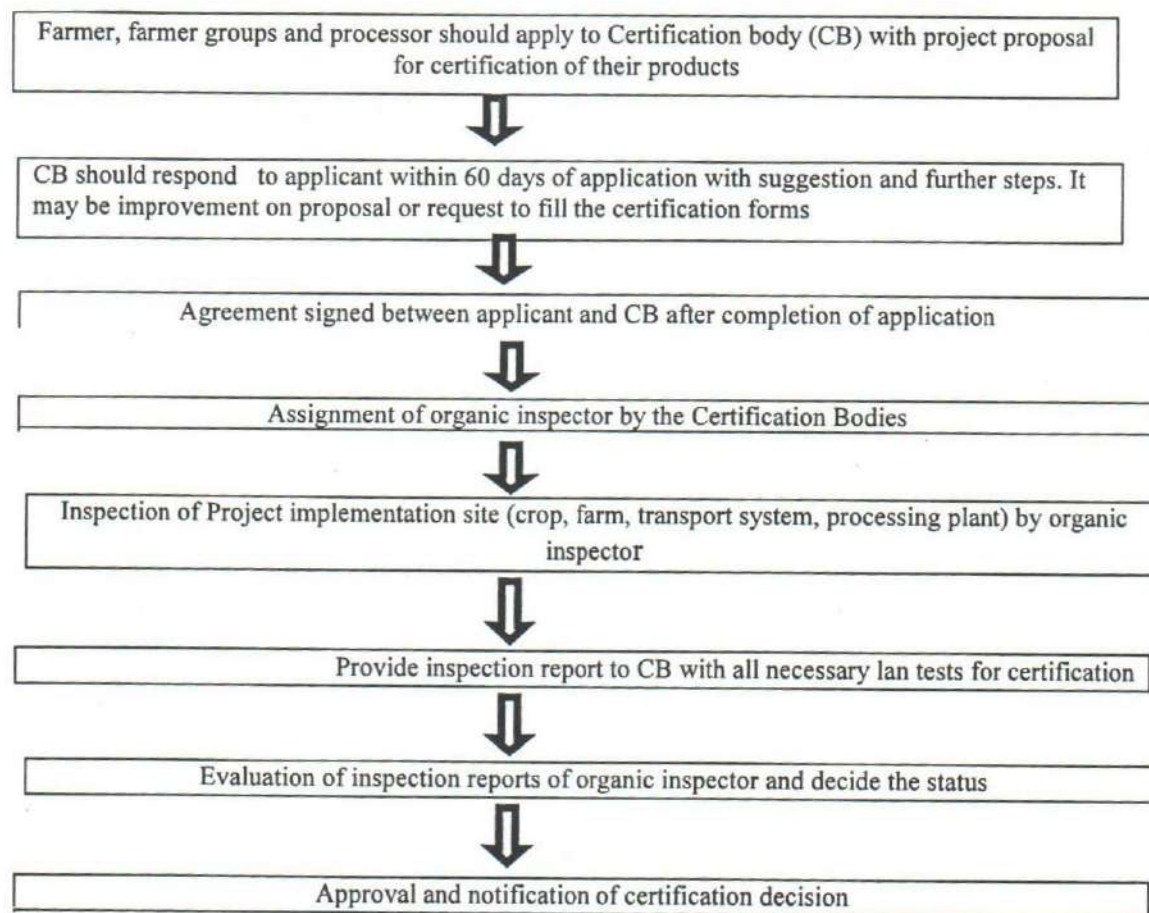 Farmer, farmer groups and processor should apply to Certification body (CB) with project proposal
for certification of their products
CB should respond to applicant within 60 days of application with suggestion and further steps. It
may be improvement on proposal or request to fill the certification forms
Agreement signed between applicant and CB after completion of application
Assignment of organic inspector by the Certification Bodies
Inspection of Project implementation site (crop, farm, transport system, processing plant) by organic
inspector
Provide inspection report to CB with all necessary lan tests for certification
Evaluation of inspection reports of organic inspector and decide the status
Approval and notification of certification decision